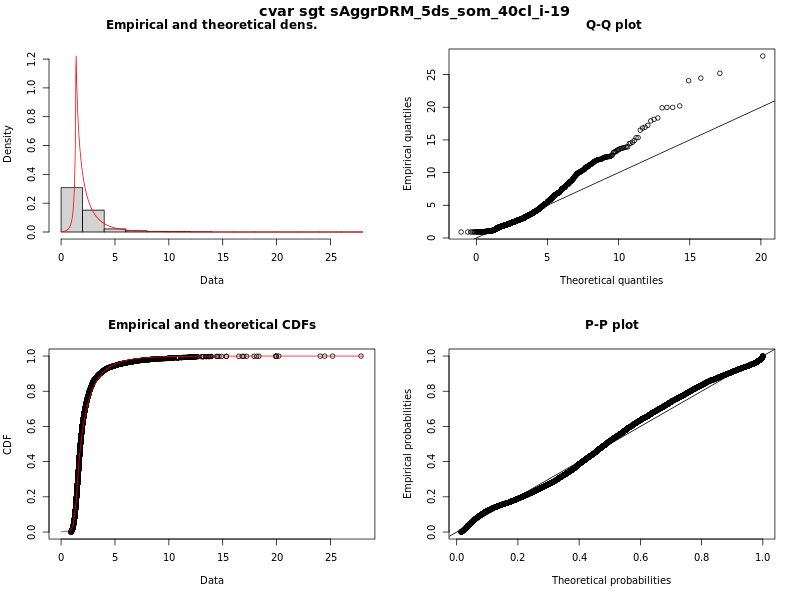 cvar sgt sAggrDRM_5ds_som_40cl_i-19
Empirical and theoretical dens.
Density
0.0 0.2 0.4 0.6 0.8 1.0 1.2
0 5 10 15 20 25
Data
Q-Q plot
Empirical quantiles
0 5 10 15 20 25
0 5 10 15 20
Theoretical quantiles
Empirical and theoretical CDFs
CDF
0.0 0.2 0.4 0.6 0.8 1.0
0 5 10 15 20 25
Data
P-P plot
Empirical probabilities
0.0 0.2 0.4 0.6 0.8 1.0
0.0 0.2 0.4 0.6 0.8 1.0
Theoretical probabilities